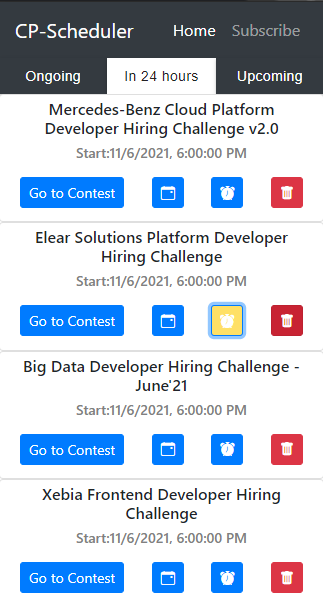 CP-Scheduler Home Subscribe
Ongoing In 24 hours Upcoming
Mercedes-Benz Cloud Platform
Developer Hiring Challenge v2.0
Start:11/6/2021, 6:00:00 PM
Go to Contest
Elear Solutions Platform Developer
Hiring Challenge
Start:11/6/2021, 6:00:00 PM
Go to Contest
Big Data Developer Hiring Challenge -
June'21
Start:11/6/2021, 6:00:00 PM
Go to Contest
Xebia Frontend Developer Hiring
Challenge
Start:11/6/2021, 6:00:00 PM
Go to Contest